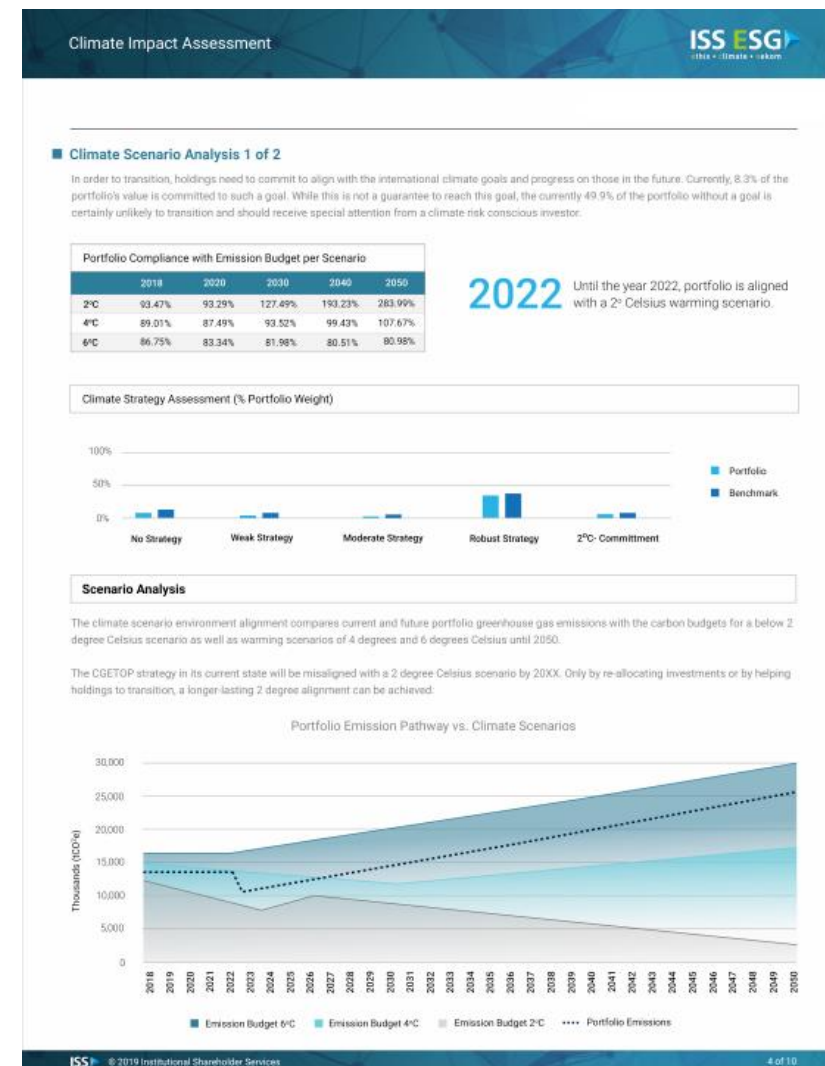 Climate Impact Assessment
ISS ESG
ethix • climate • oekom
Climate Scenario Analysis 1 of 2
In order to transition, holdings need to commit to align with the international climate goals and progress on those in the future. Currently, 8.3% of the
portfolio's value is committed to such a goal. While this is not a guarantee to reach this goal, the currently 49.9% of the portfolio without a goal is
certainly unlikely to transition and should receive special attention from a climate risk conscious investor.
Portfolio Compliance with Emission Budget per Scenario
2018 2020 2030 2040 2050
2ºC 93.47% 93.29% 127.49% 193.23% 283.99%
4ºC 89.01% 87.49% 93.52% 99.43% 107.67%
6ºC 86.75% 83.34% 81.98% 80.51% 80.98%
2022 Until the year 2022, portfolio is aligned
with a 2º Celsius warming scenario.
Climate Strategy Assessment (% Portfolio Weight)
100%
50%
0%
No Strategy Weak Strategy Moderate Strategy Robust Strategy 2ºC- Committment
Portfolio
Benchmark
Scenario Analysis
The climate scenario environment alignment compares current and future portfolio greenhouse gas emissions with the carbon budgets for a below 2
degree Celsius scenario as well as warming scenarios of 4 degrees and 6 degrees Celsius until 2050.
The CGETOP strategy in its current state will be misaligned with a 2 degree Celsius scenario by 20XX. Only by re-allocating investments or by helping
holdings to transition, a longer-lasting 2 degree alignment can be achieved.
Portfolio Emission Pathway vs. Climate Scenarios
Thousands (tCO²e)
30,000
25,000
20,000
15,000
10,000
5,000
0
2018 2019 2020 2021 2022 2023 2024 2025 2026 2027 2028 2029 2030 2031 2032 2033 2034 2035 2036 2037 2038 2039 2040 2041 2042 2043 2044 2045 2046 2047 2048 2049 2050
Emission Budget 6ºC Emission Budget 4ºC Emission Budget 2ºC Portfolio Emissions
ISS © 2019 Institutional Shareholder Services 4 of 10